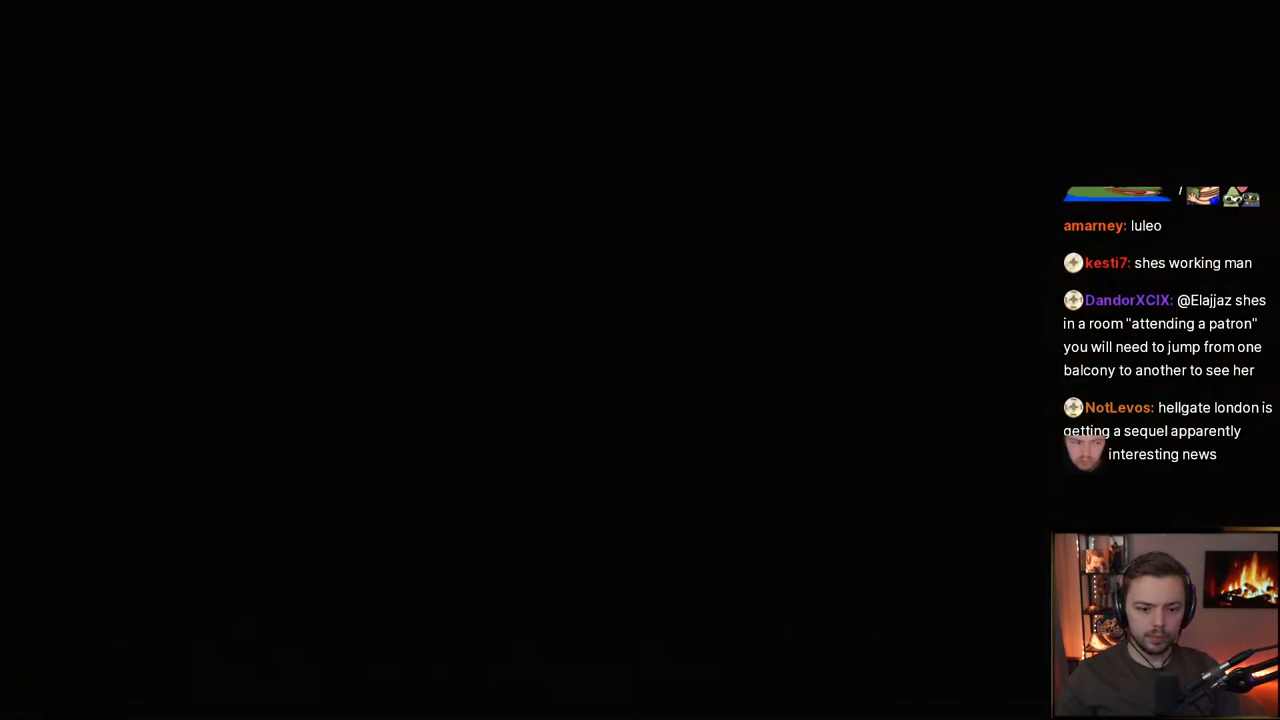 /
amarney: luleo
kesti7: shes working man
DandorXCIX: @Elajjaz shes
in a room "attending a patron"
you will need to jump from one
balcony to another to see her
NotLevos: hellgate london is
getting a sequel apparently
interesting news